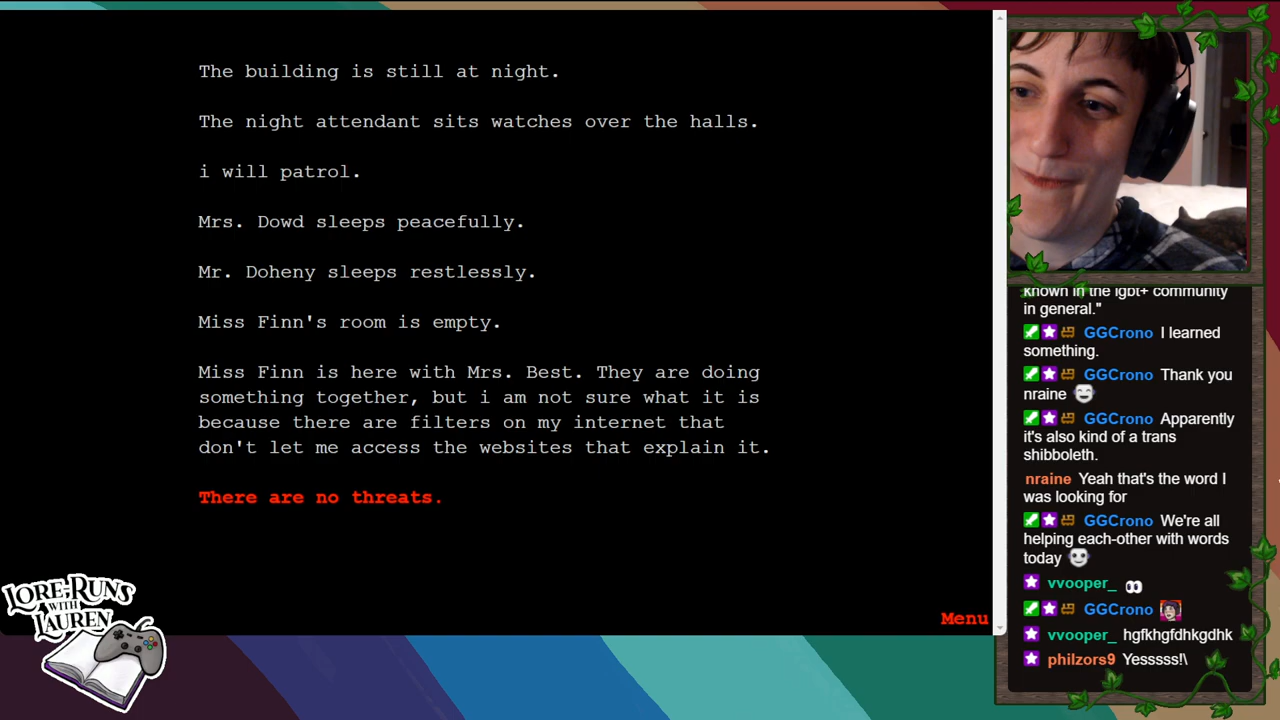 The building is still at night.
The night attendant sits watches over the halls.
i will patrol.
Mrs. Dowd sleeps peacefully.
Mr. Doheny sleeps restlessly.
Miss Finn's room is empty.
Miss Finn is here with Mrs. Best. They are doing
something together, but i am not sure what it is
because there are filters on my internet that
don't let me access the websites that explain it.
There are no threats.
Menu
LORE-RUNS
WITH
LAUREN
known in the lgbt+ community
in general."
GGCrono I learned
something.
GGCrono Thank you
nraine
GGCrono Apparently
it's also kind of a trans
shibboleth.
nraine Yeah that's the word I
was looking for
GGCrono We're all
helping each-other with words
today
vvooper_
GGCrono
vvooper_ hgfkhgfdhkgdhk
philzors9 Yesssss!\